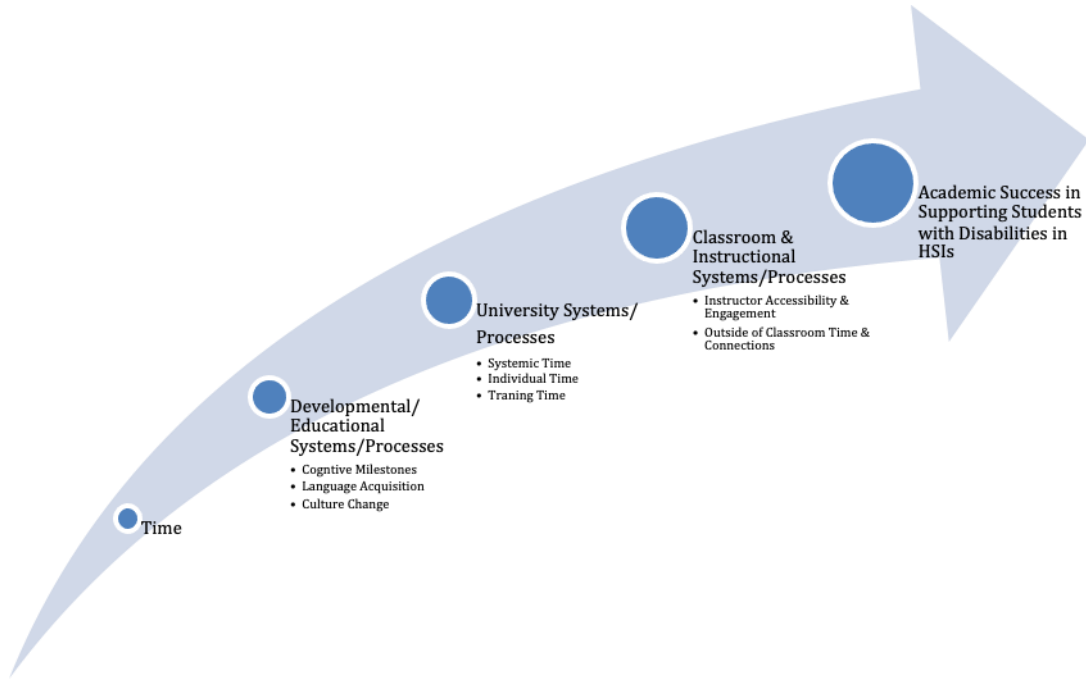 Time
Developmental/
Educational
Systems/Processes
• Cogntive Milestones
• Language Acquisition
• Culture Change
University Systems/
Processes
• Systemic Time
• Individual Time
• Traning Time
Classroom &
Instructional
Systems/Processes
• Instructor Accessibility &
Engagement
• Outside of Classroom Time &
Connections
Academic Success in
Supporting Students
with Disabilities in
HSIs